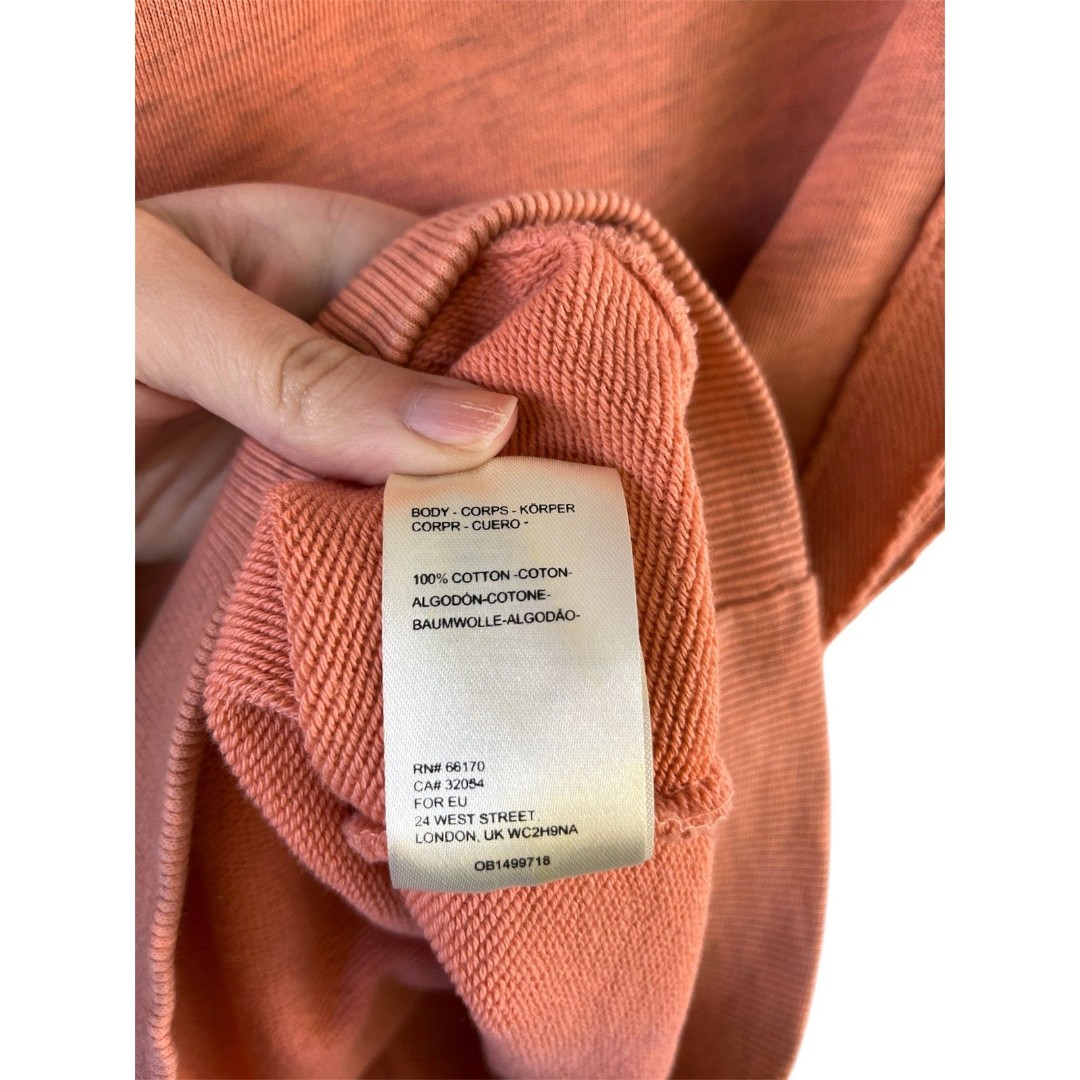 BODY - CORPS - KÖRPER
CORPR - CUERO -
100% COTTON -COTON-
ALGODÓN-COTONE-
BAUMWOLLE-ALGODÃO-
RN# 66170
CA# 32054
FOR EU
24 WEST STREET,
LONDON, UK WC2H9NA
OB1499718